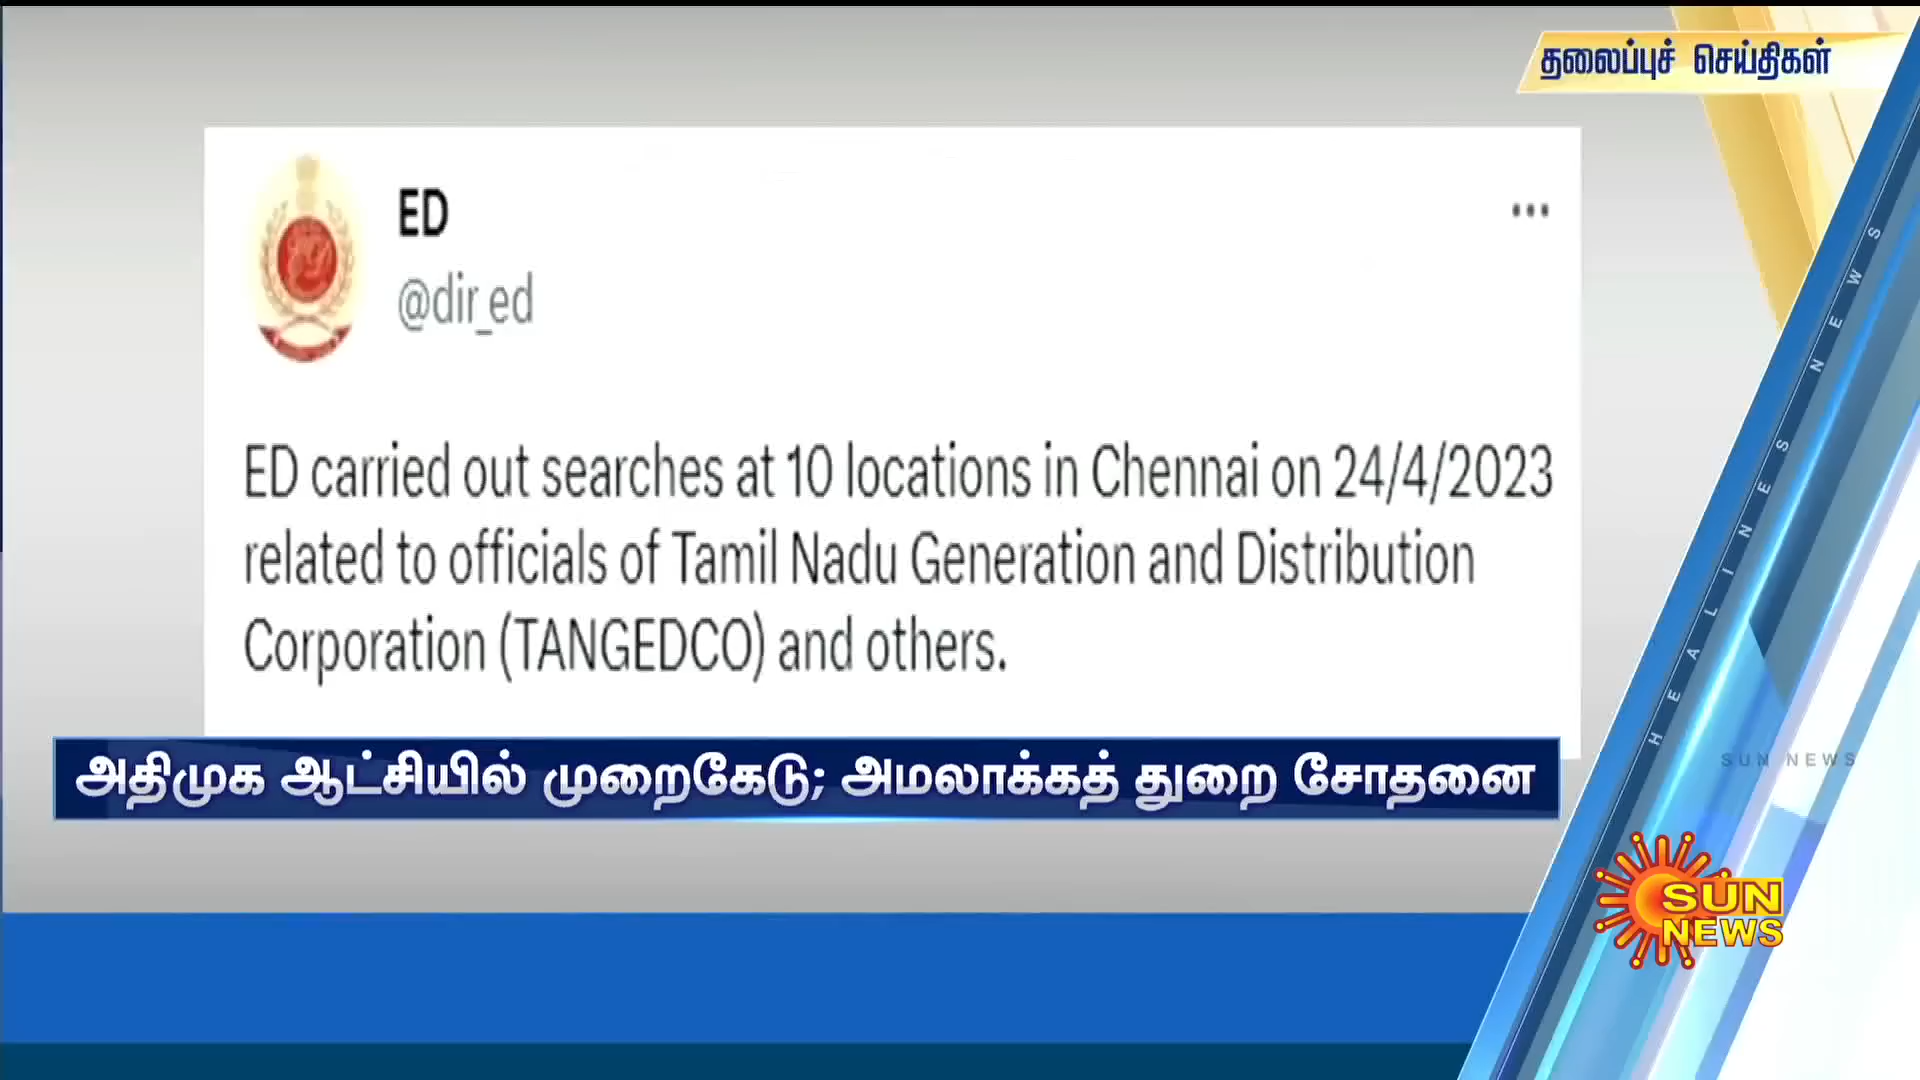 தலைப்புச் செய்திகள்
ED
@dir_ed
ED carried out searches at 10 locations in Chennai on 24/4/2023
related to officials of Tamil Nadu Generation and Distribution
Corporation (TANGEDCO) and others.
அதிமுக ஆட்சியில் முறைகேடு; அமலாக்கத் துறை சோதனை
HEALINES NEWS
SUN NEWS
SUN
NEWS